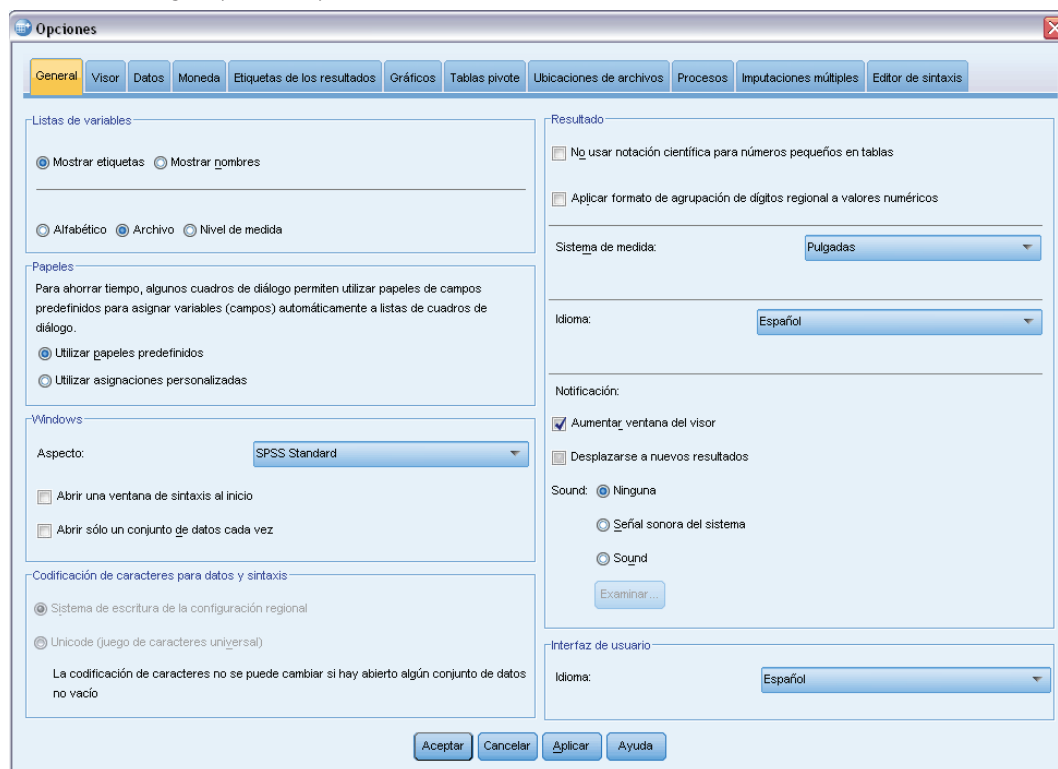 Opciones
General Visor Datos Moneda Etiquetas de los resultados Gráficos Tablas pivote Ubicaciones de archivos Procesos Imputaciones múltiples Editor de sintaxis
Listas de variables
Mostrar etiquetas Mostrar nombres
Alfabético Archivo Nivel de medida
Papeles
Para ahorrar tiempo, algunos cuadros de diálogo permiten utilizar papeles de campos
predefinidos para asignar variables (campos) automáticamente a listas de cuadros de
diálogo.
Utilizar papeles predefinidos
Utilizar asignaciones personalizadas
Windows
Aspecto: SPSS Standard
Abrir una ventana de sintaxis al inicio
Abrir sólo un conjunto de datos cada vez
Codificación de caracteres para datos y sintaxis
Sistema de escritura de la configuración regional
Unicode (juego de caracteres universal)
La codificación de caracteres no se puede cambiar si hay abierto algún conjunto de datos
no vacío
Resultado
No usar notación científica para números pequeños en tablas
Aplicar formato de agrupación de dígitos regional a valores numéricos
Sistema de medida: Pulgadas
Idioma: Español
Notificación:
Aumentar ventana del visor
Desplazarse a nuevos resultados
Sound: Ninguna
Señal sonora del sistema
Sound
Examinar...
Interfaz de usuario
Idioma: Español
Aceptar Cancelar Aplicar Ayuda